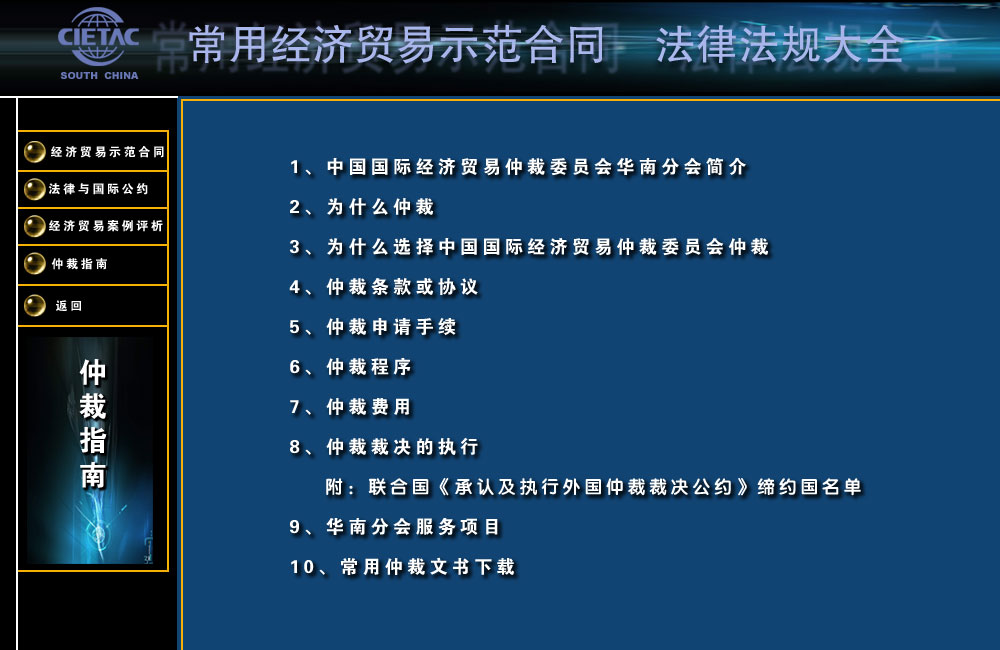 CIETAC
SOUTH CHINA
常用经济贸易示范合同 法律法规大全
经济贸易示范合同
法律与国际公约
经济贸易案例评析
仲裁指南
返回
仲裁指南
1、中国国际经济贸易仲裁委员会华南分会简介
2、为什么仲裁
3、为什么选择中国国际经济贸易仲裁委员会仲裁
4、仲裁条款或协议
5、仲裁申请手续
6、仲裁程序
7、仲裁费用
8、仲裁裁决的执行
附：联合国《承认及执行外国仲裁裁决公约》缔约国名单
9、华南分会服务项目
10、常用仲裁文书下载